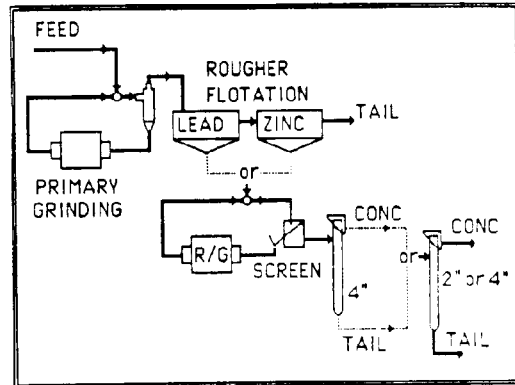 FEED
ROUGHER
FLOTATION
LEAD
ZINC
TAIL
PRIMARY
GRINDING
or
R/G
SCREEN
4"
CONC
TAIL
or
CONC
2" or 4"
TAIL